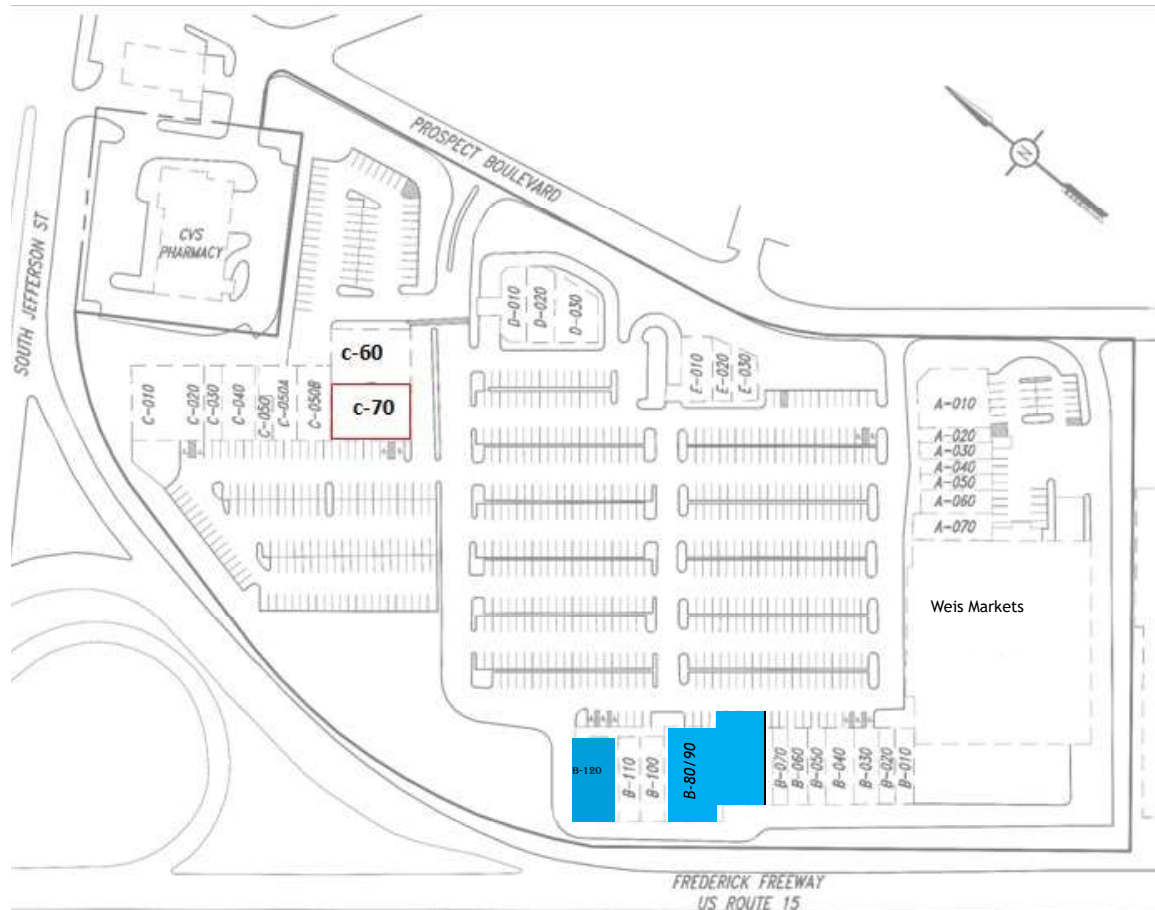 PROSPECT BOULEVARD
N
CVS
PHARMACY
SOUTH JEFFERSON ST
D-010
D-020
D-030
c-60
c-70
C-010
C-020
C-030
C-040
C-050
C-050A
C-050B
E-010
E-020
E-030
A-010
A-020
A-030
A-040
A-050
A-060
A-070
Weis Markets
B-120
B-110
B-100
B-80/90
B-070
B-060
B-050
B-040
B-030
B-020
B-010
FREDERICK FREEWAY
US ROUTE 15